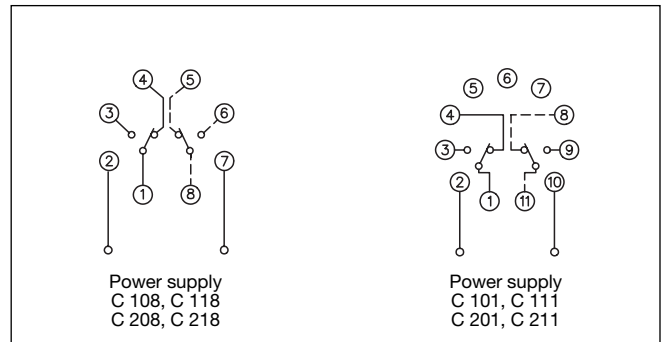 4 5
3 6
2 7
1 8
Power supply
C 108, C 118
C 208, C 218
6
5 7
4 8
3 9
2 10
1 11
Power supply
C 101, C 111
C 201, C 211